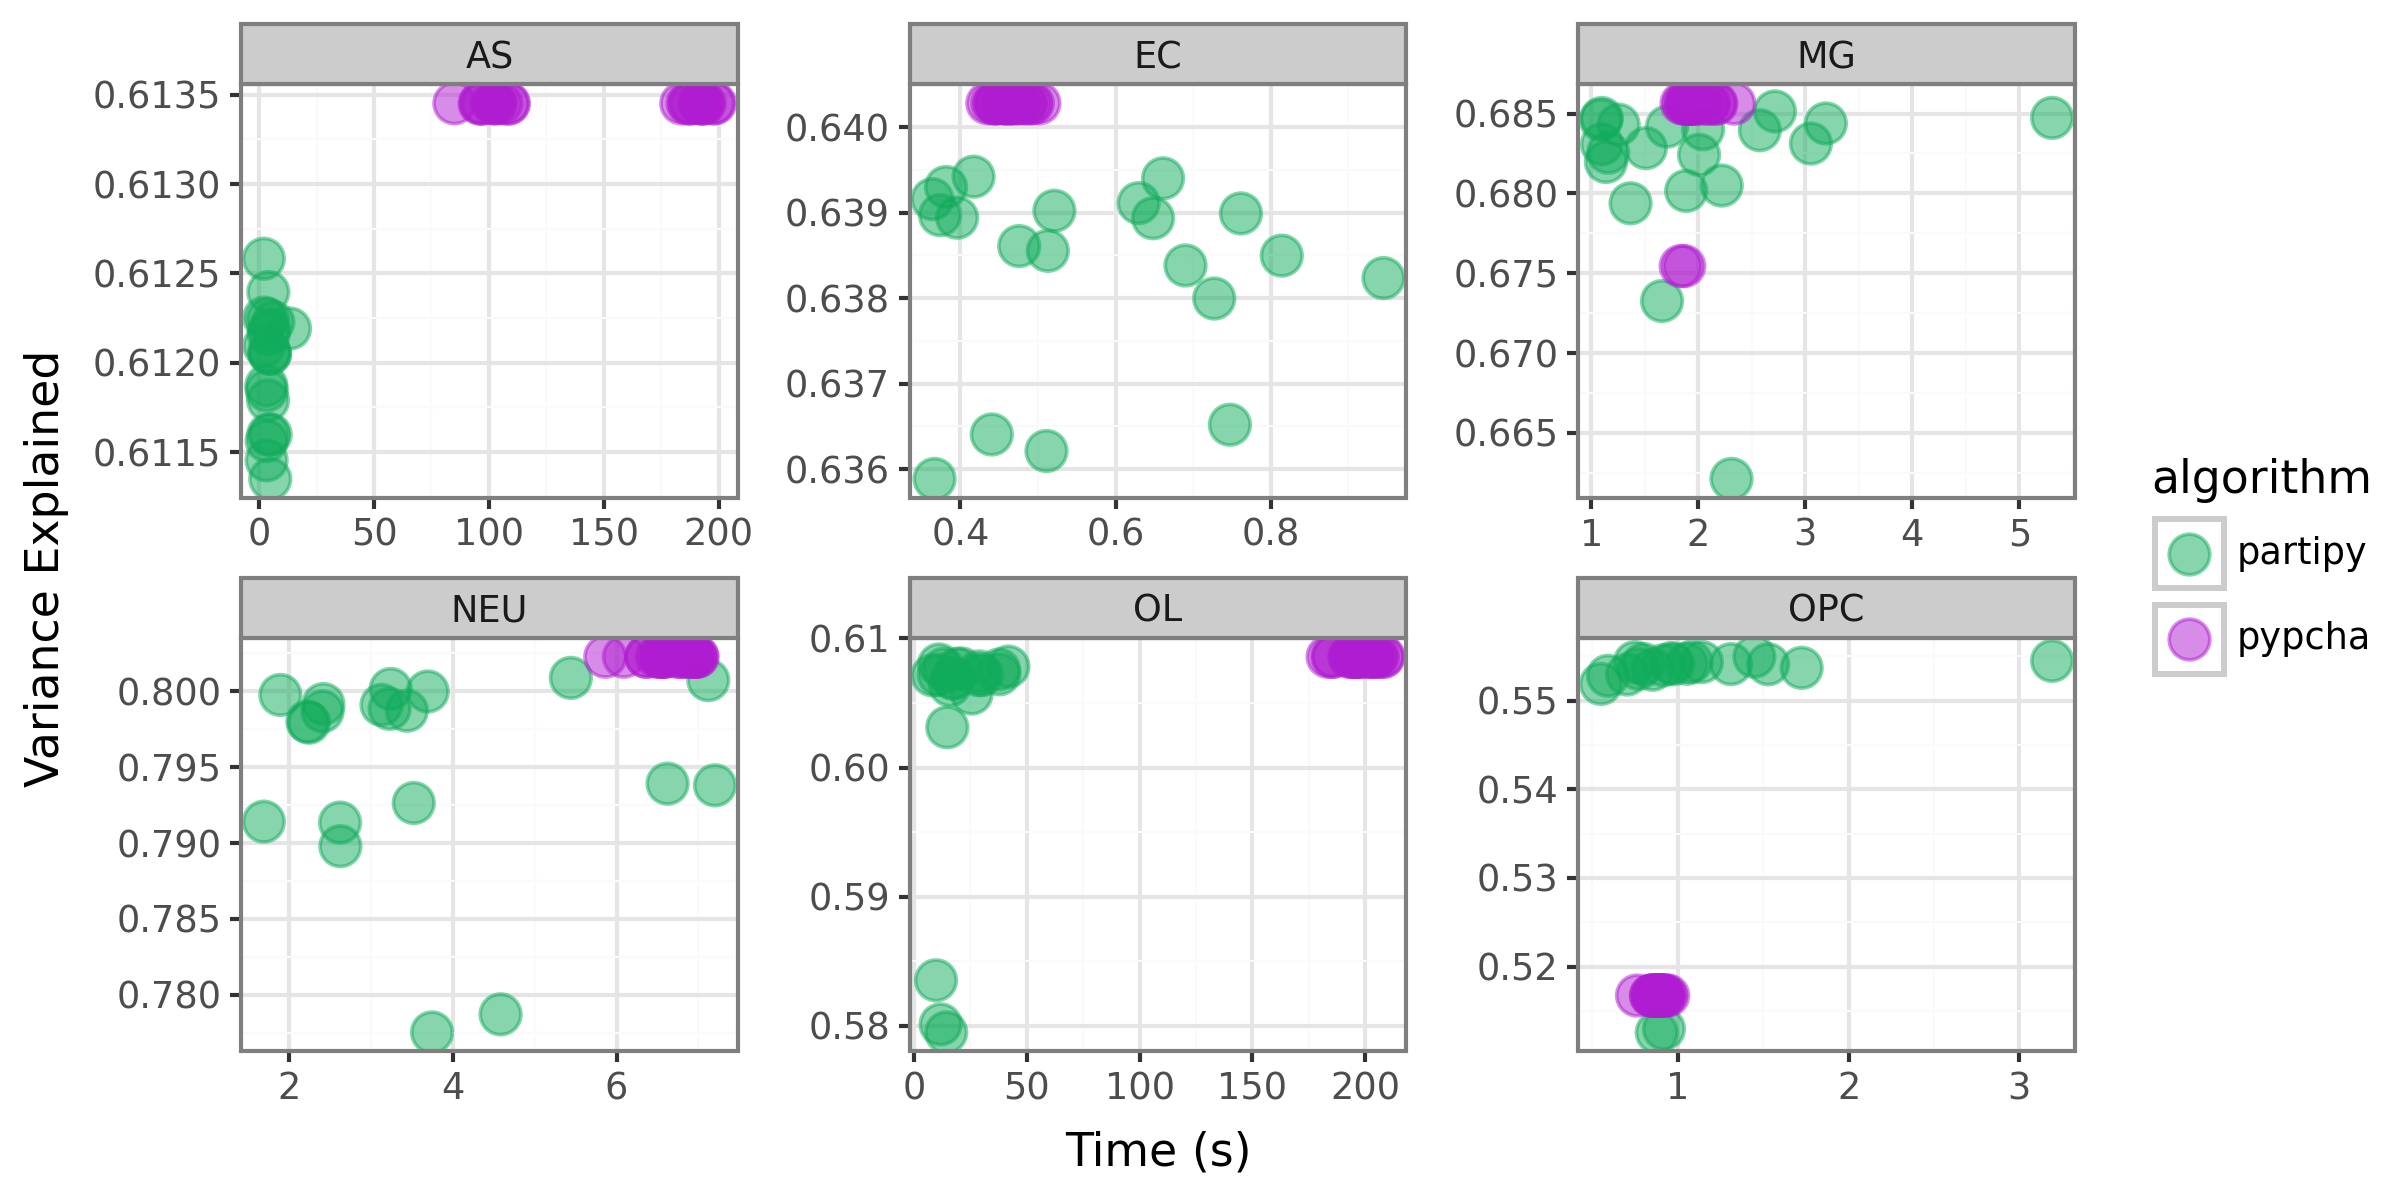 AS
EC
MG
0.6135
0.6130
0.6125
0.6120
0.6115
0 50 100 150 200
0.640
0.639
0.638
0.637
0.636
0.4 0.6 0.8
0.685
0.680
0.675
0.670
0.665
1 2 3 4 5
NEU
OL
OPC
0.800
0.795
0.790
0.785
0.780
2 4 6
0.61
0.60
0.59
0.58
0 50 100 150 200
0.55
0.54
0.53
0.52
1 2 3
Variance Explained
Time (s)
algorithm
partipy
pypcha